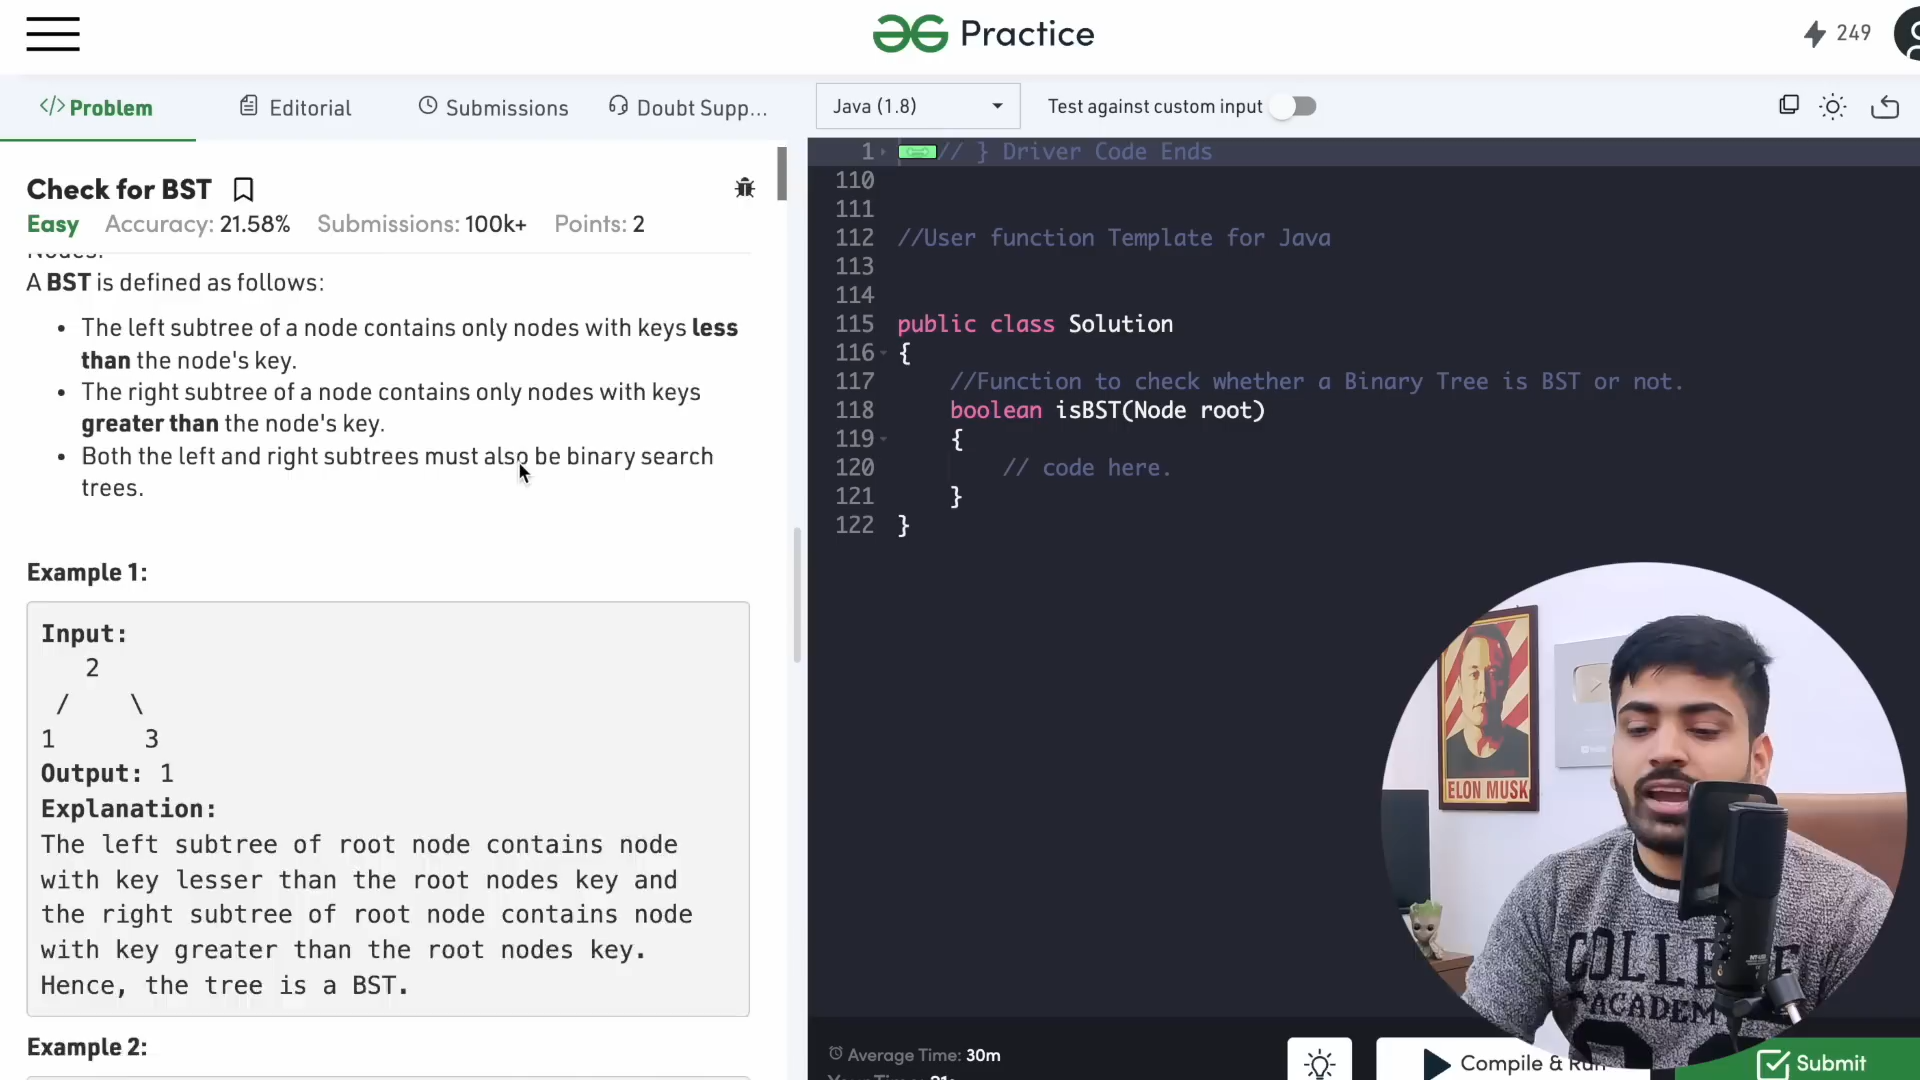 Practice
249
</> Problem
Editorial
Submissions
Doubt Supp...
Java (1.8)
Test against custom input
Check for BST
Easy Accuracy: 21.58% Submissions: 100k+ Points: 2
Nodes.
A BST is defined as follows:
• The left subtree of a node contains only nodes with keys less
than the node's key.
• The right subtree of a node contains only nodes with keys
greater than the node's key.
• Both the left and right subtrees must also be binary search
trees.
Example 1:
Input:
2
/ \
1 3
Output: 1
Explanation:
The left subtree of root node contains node
with key lesser than the root nodes key and
the right subtree of root node contains node
with key greater than the root nodes key.
Hence, the tree is a BST.
Example 2:
1 // } Driver Code Ends
110
111
112 //User function Template for Java
113
114
115 public class Solution
116 {
117 //Function to check whether a Binary Tree is BST or not.
118 boolean isBST(Node root)
119 {
120 // code here.
121 }
122 }
ELON MUSK
COLLE
ACADEM
Average Time: 30m
Compile & Run
Submit